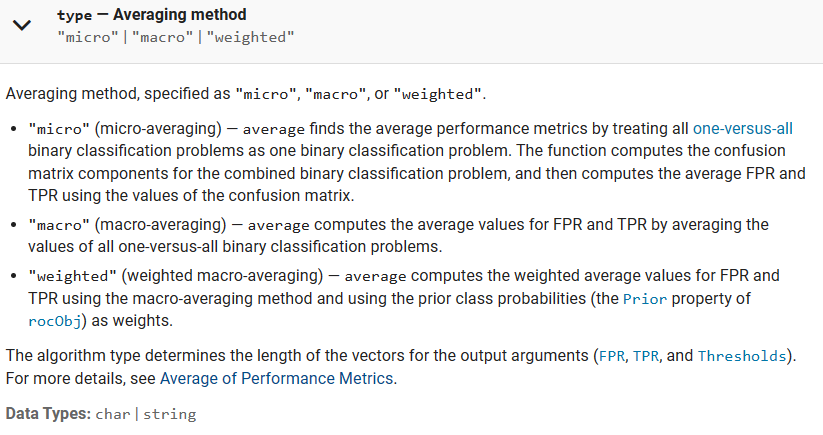 type — Averaging method
"micro" | "macro" | "weighted"
Averaging method, specified as "micro", "macro", or "weighted".
• "micro" (micro-averaging) — average finds the average performance metrics by treating all one-versus-all
binary classification problems as one binary classification problem. The function computes the confusion
matrix components for the combined binary classification problem, and then computes the average FPR and
TPR using the values of the confusion matrix.
• "macro" (macro-averaging) — average computes the average values for FPR and TPR by averaging the
values of all one-versus-all binary classification problems.
• "weighted" (weighted macro-averaging) — average computes the weighted average values for FPR and
TPR using the macro-averaging method and using the prior class probabilities (the Prior property of
rocObj) as weights.
The algorithm type determines the length of the vectors for the output arguments (FPR, TPR, and Thresholds).
For more details, see Average of Performance Metrics.
Data Types: char | string